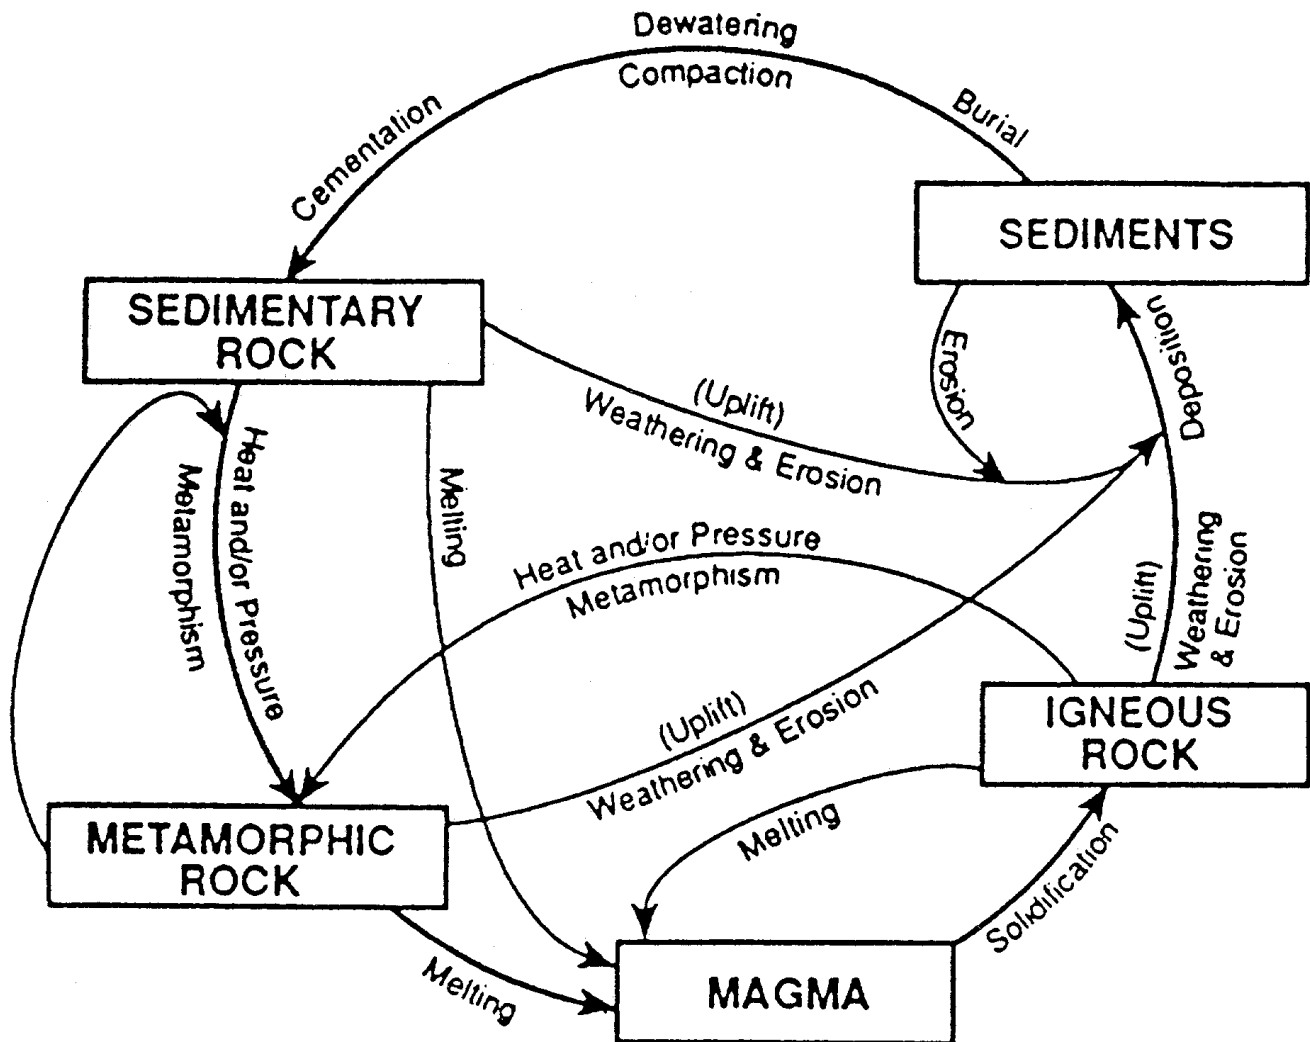 Dewatering
Compaction
Burial
Cementation
SEDIMENTS
SEDIMENTARY
ROCK
Erosion
Deposition
(Uplift)
Weathering & Erosion
Heat and/or Pressure
Metamorphism
Melting
Heat and/or Pressure
Metamorphism
(Uplift)
Weathering
& Erosion
(Uplift)
Weathering & Erosion
IGNEOUS
ROCK
Melting
METAMORPHIC
ROCK
Solidification
Melting
MAGMA